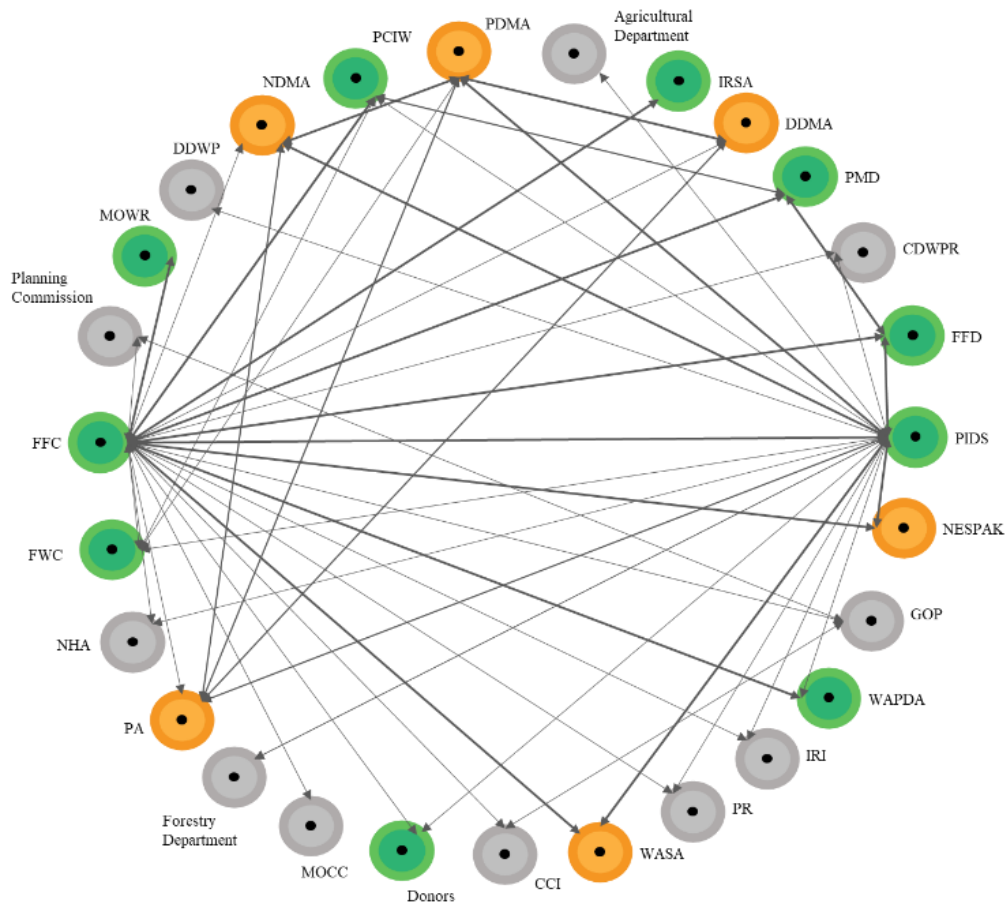 Agricultural
Department
PDMA
PCIW
IRSA
NDMA
DDMA
DDWP
PMD
MOWR
CDWPR
Planning
Commission
FFD
FFC
PIDS
NESPAK
FWC
GOP
NHA
WAPDA
PA
IRI
PR
Forestry
Department
WASA
MOCC
CCI
Donors